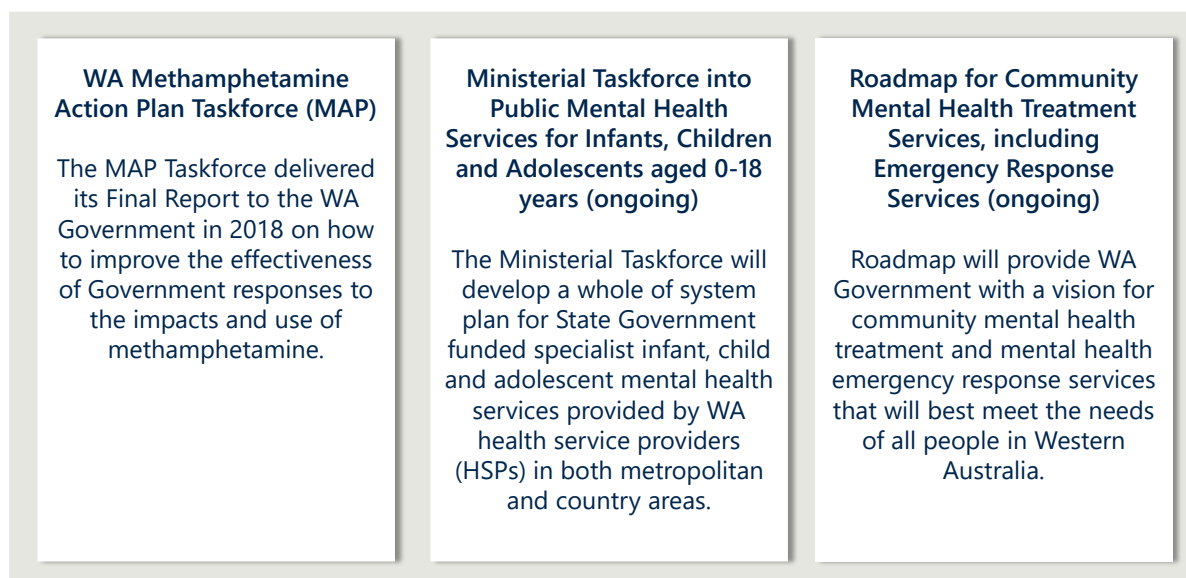 WA Methamphetamine
Action Plan Taskforce (MAP)
The MAP Taskforce delivered
its Final Report to the WA
Government in 2018 on how
to improve the effectiveness
of Government responses to
the impacts and use of
methamphetamine.
Ministerial Taskforce into
Public Mental Health
Services for Infants, Children
and Adolescents aged 0-18
years (ongoing)
The Ministerial Taskforce will
develop a whole of system
plan for State Government
funded specialist infant, child
and adolescent mental health
services provided by WA
health service providers
(HSPs) in both metropolitan
and country areas.
Roadmap for Community
Mental Health Treatment
Services, including
Emergency Response
Services (ongoing)
Roadmap will provide WA
Government with a vision for
community mental health
treatment and mental health
emergency response services
that will best meet the needs
of all people in Western
Australia.